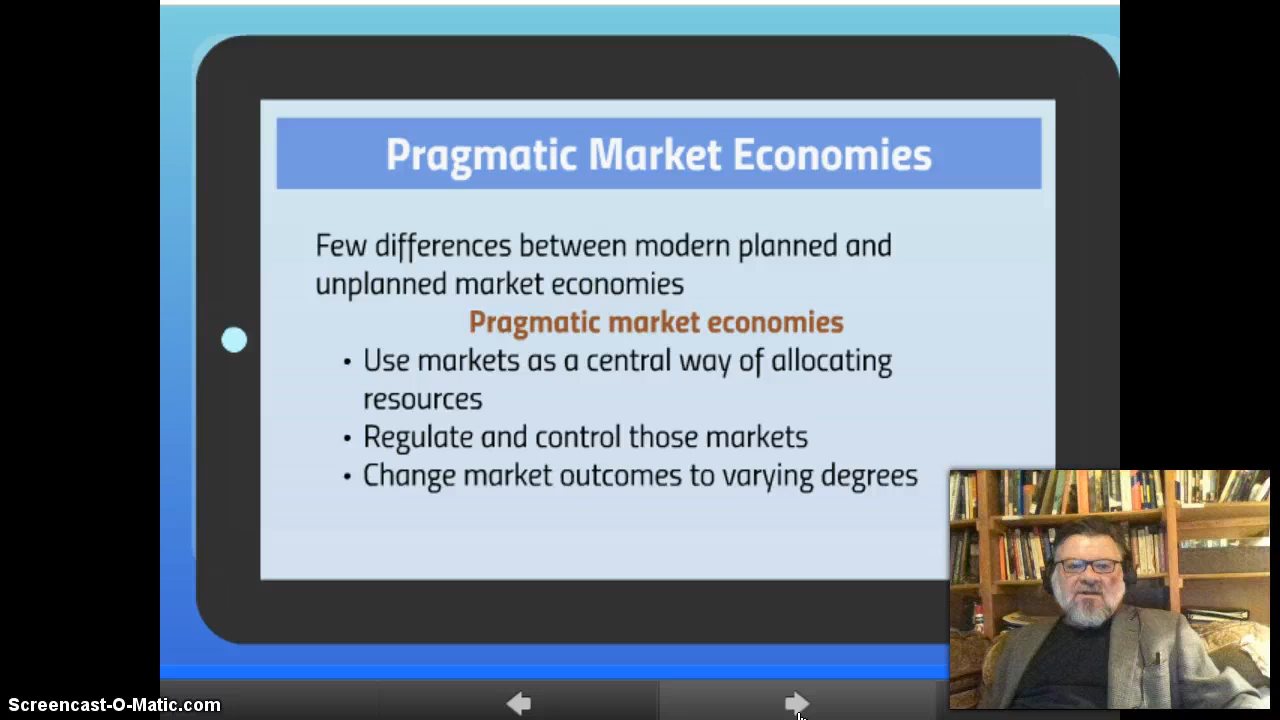 Pragmatic Market Economies
Few differences between modern planned and
unplanned market economies
Pragmatic market economies
• Use markets as a central way of allocating
resources
• Regulate and control those markets
• Change market outcomes to varying degrees
Screencast-O-Matic.com